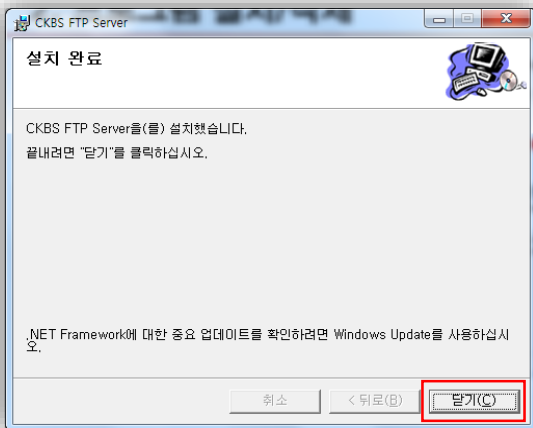 CKBS FTP Server
설치 완료
CKBS FTP Server을(를) 설치했습니다.
끝내려면 "닫기"를 클릭하십시오.
.NET Framework에 대한 중요 업데이트를 확인하려면 Windows Update를 사용하십시
오.
취소
< 뒤로(B)
닫기(C)